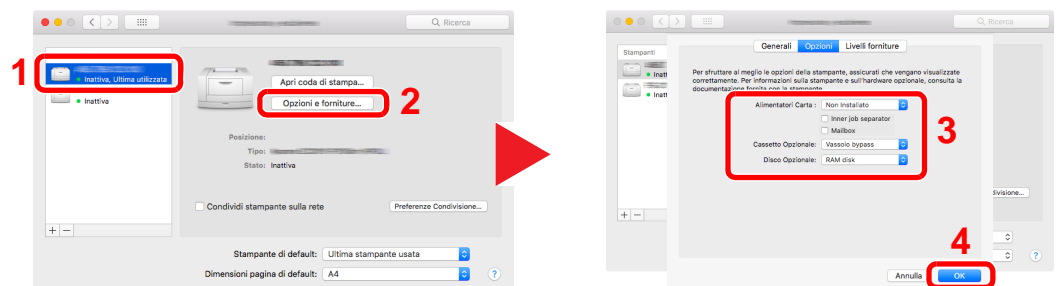 Ricerca
1
Inattiva, Ultima utilizzata
Inattiva
Apri coda di stampa...
Opzioni e forniture...
2
Posizione:
Tipo:
Stato: Inattiva
Condividi stampante sulla rete
Preferenze Condivisione...
+ −
Stampante di default: Ultima stampante usata
Dimensioni pagina di default: A4
?
Ricerca
Stampanti
Inatt
Inatt
Generali Opzioni Livelli forniture
Per sfruttare al meglio le opzioni della stampante, assicurati che vengano visualizzate
correttamente. Per informazioni sulla stampante e sull'hardware opzionale, consulta la
documentazione fornita con la stampante.
Alimentatori Carta : Non Installato
Inner job separator
Mailbox
3
Cassetto Opzionale: Vassoio bypass
Disco Opzionale: RAM disk
divisione...
+ −
4
?
Annulla OK